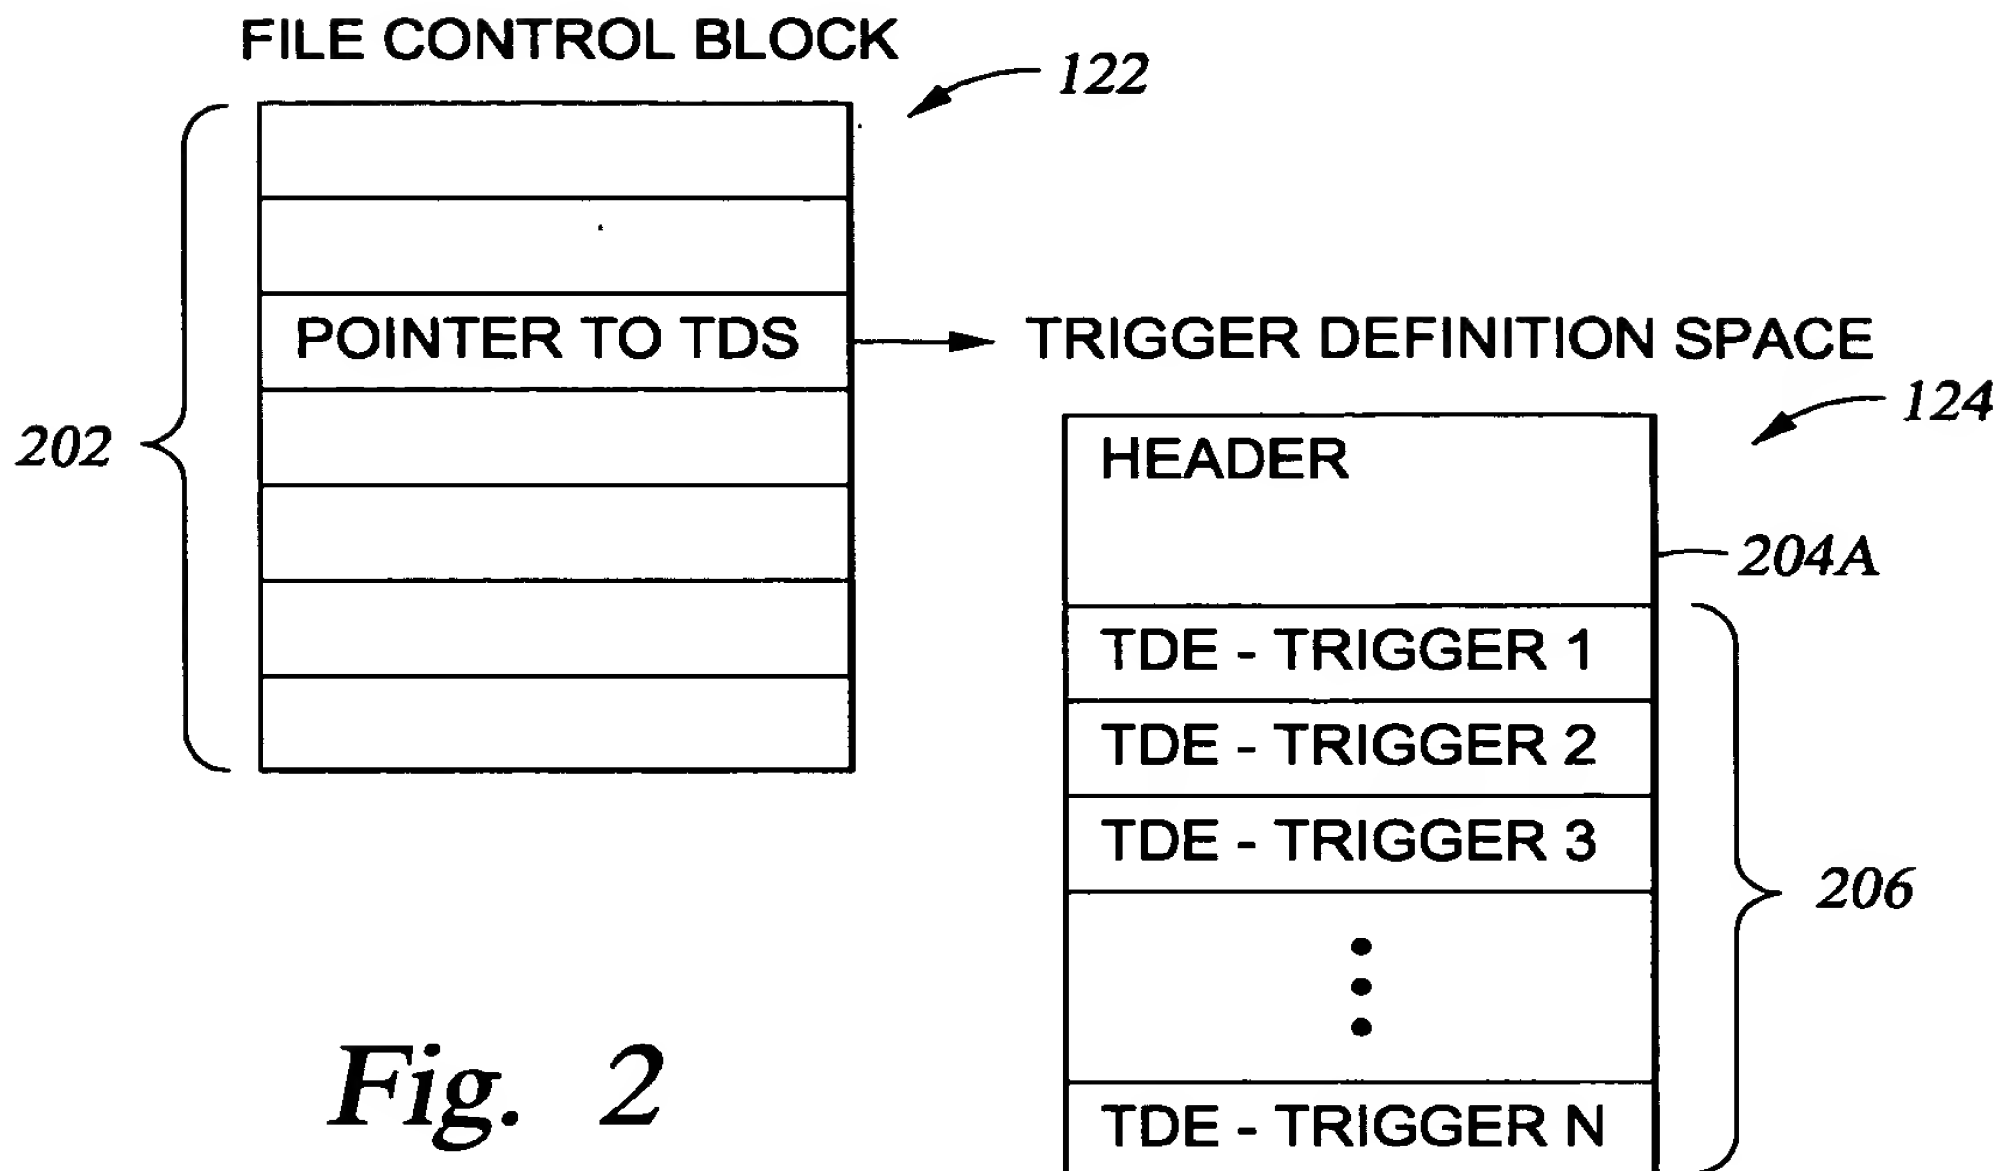 FILE CONTROL BLOCK
122
POINTER TO TDS
202
TRIGGER DEFINITION SPACE
124
HEADER
204A
TDE - TRIGGER 1
TDE - TRIGGER 2
TDE - TRIGGER 3
206
TDE - TRIGGER N
Fig. 2